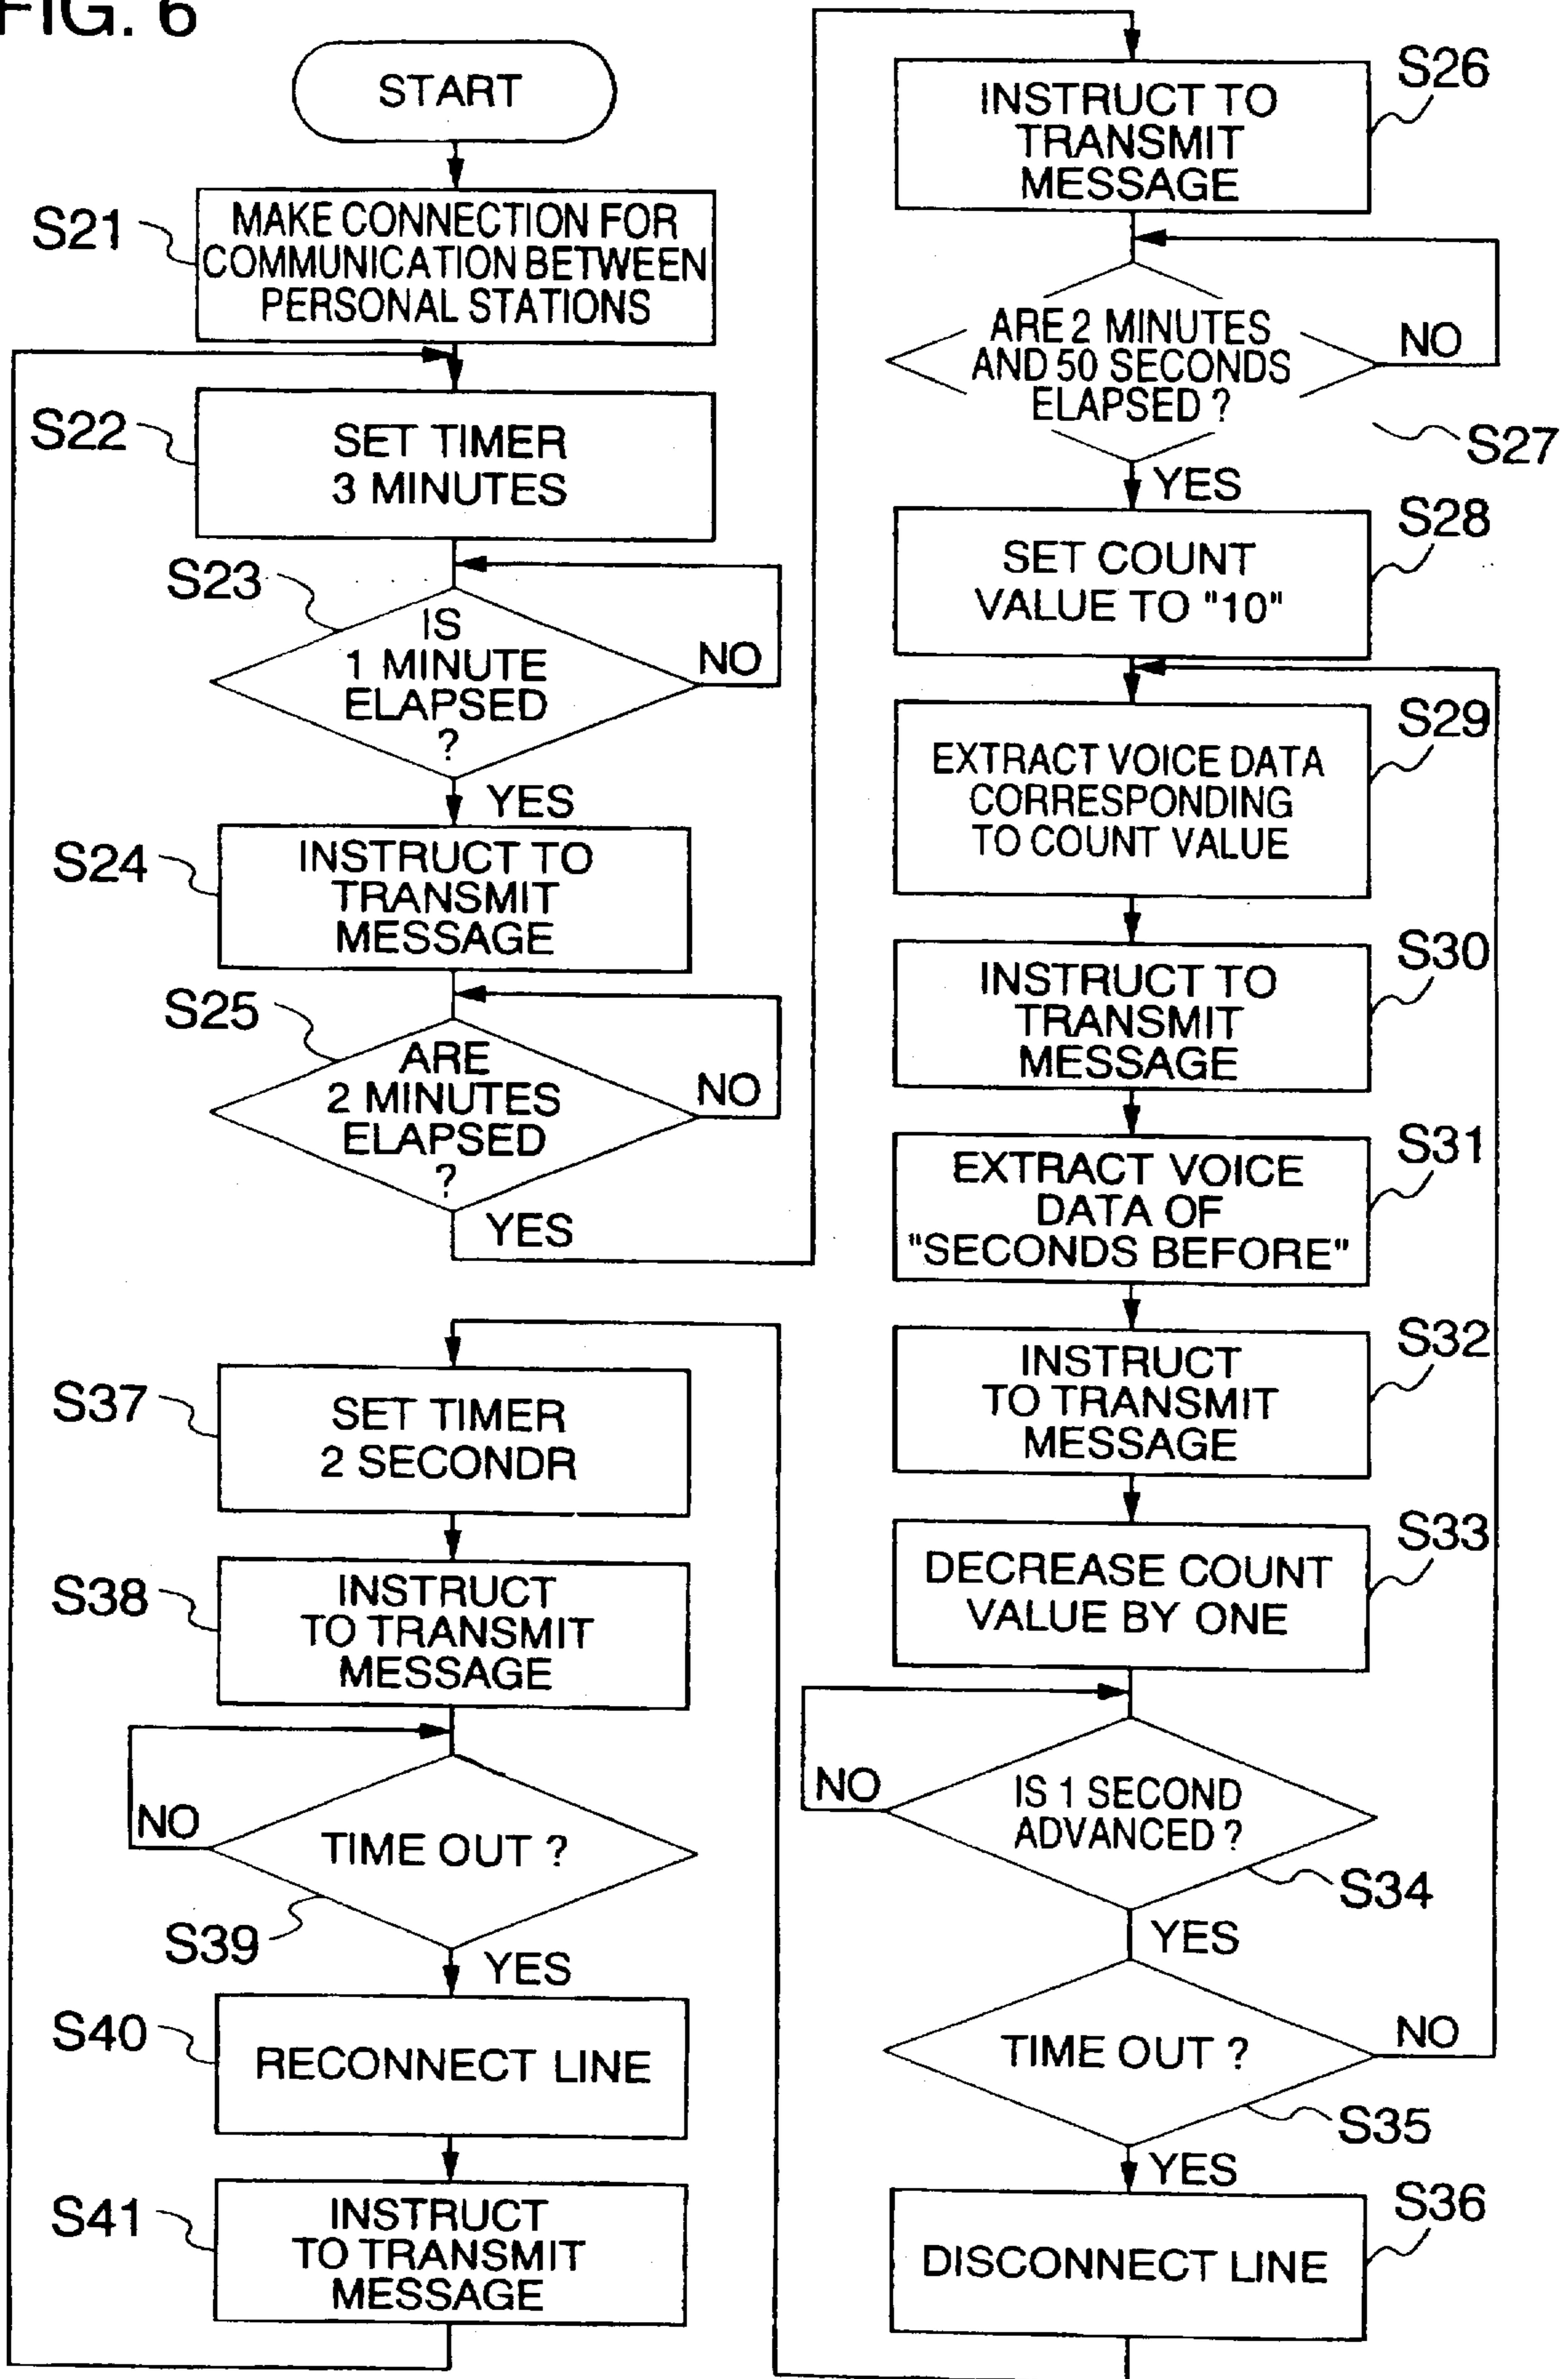 FIG. 6
START
S21
MAKE CONNECTION FOR
COMMUNICATION BETWEEN
PERSONAL STATIONS
S22
SET TIMER
3 MINUTES
S23
IS
1 MINUTE
ELAPSED
?
NO
YES
S24
INSTRUCT TO
TRANSMIT
MESSAGE
S25
ARE
2 MINUTES
ELAPSED
?
NO
YES
S26
INSTRUCT TO
TRANSMIT
MESSAGE
ARE 2 MINUTES
AND 50 SECONDS
ELAPSED ?
NO
S27
YES
S28
SET COUNT
VALUE TO "10"
S29
EXTRACT VOICE DATA
CORRESPONDING
TO COUNT VALUE
S30
INSTRUCT TO
TRANSMIT
MESSAGE
S31
EXTRACT VOICE
DATA OF
"SECONDS BEFORE"
S32
INSTRUCT
TO TRANSMIT
MESSAGE
S33
DECREASE COUNT
VALUE BY ONE
NO
IS 1 SECOND
ADVANCED ?
S34
YES
TIME OUT ?
NO
S35
YES
S36
DISCONNECT LINE
S37
SET TIMER
2 SECONDR
S38
INSTRUCT
TO TRANSMIT
MESSAGE
NO
TIME OUT ?
S39
YES
S40
RECONNECT LINE
S41
INSTRUCT
TO TRANSMIT
MESSAGE